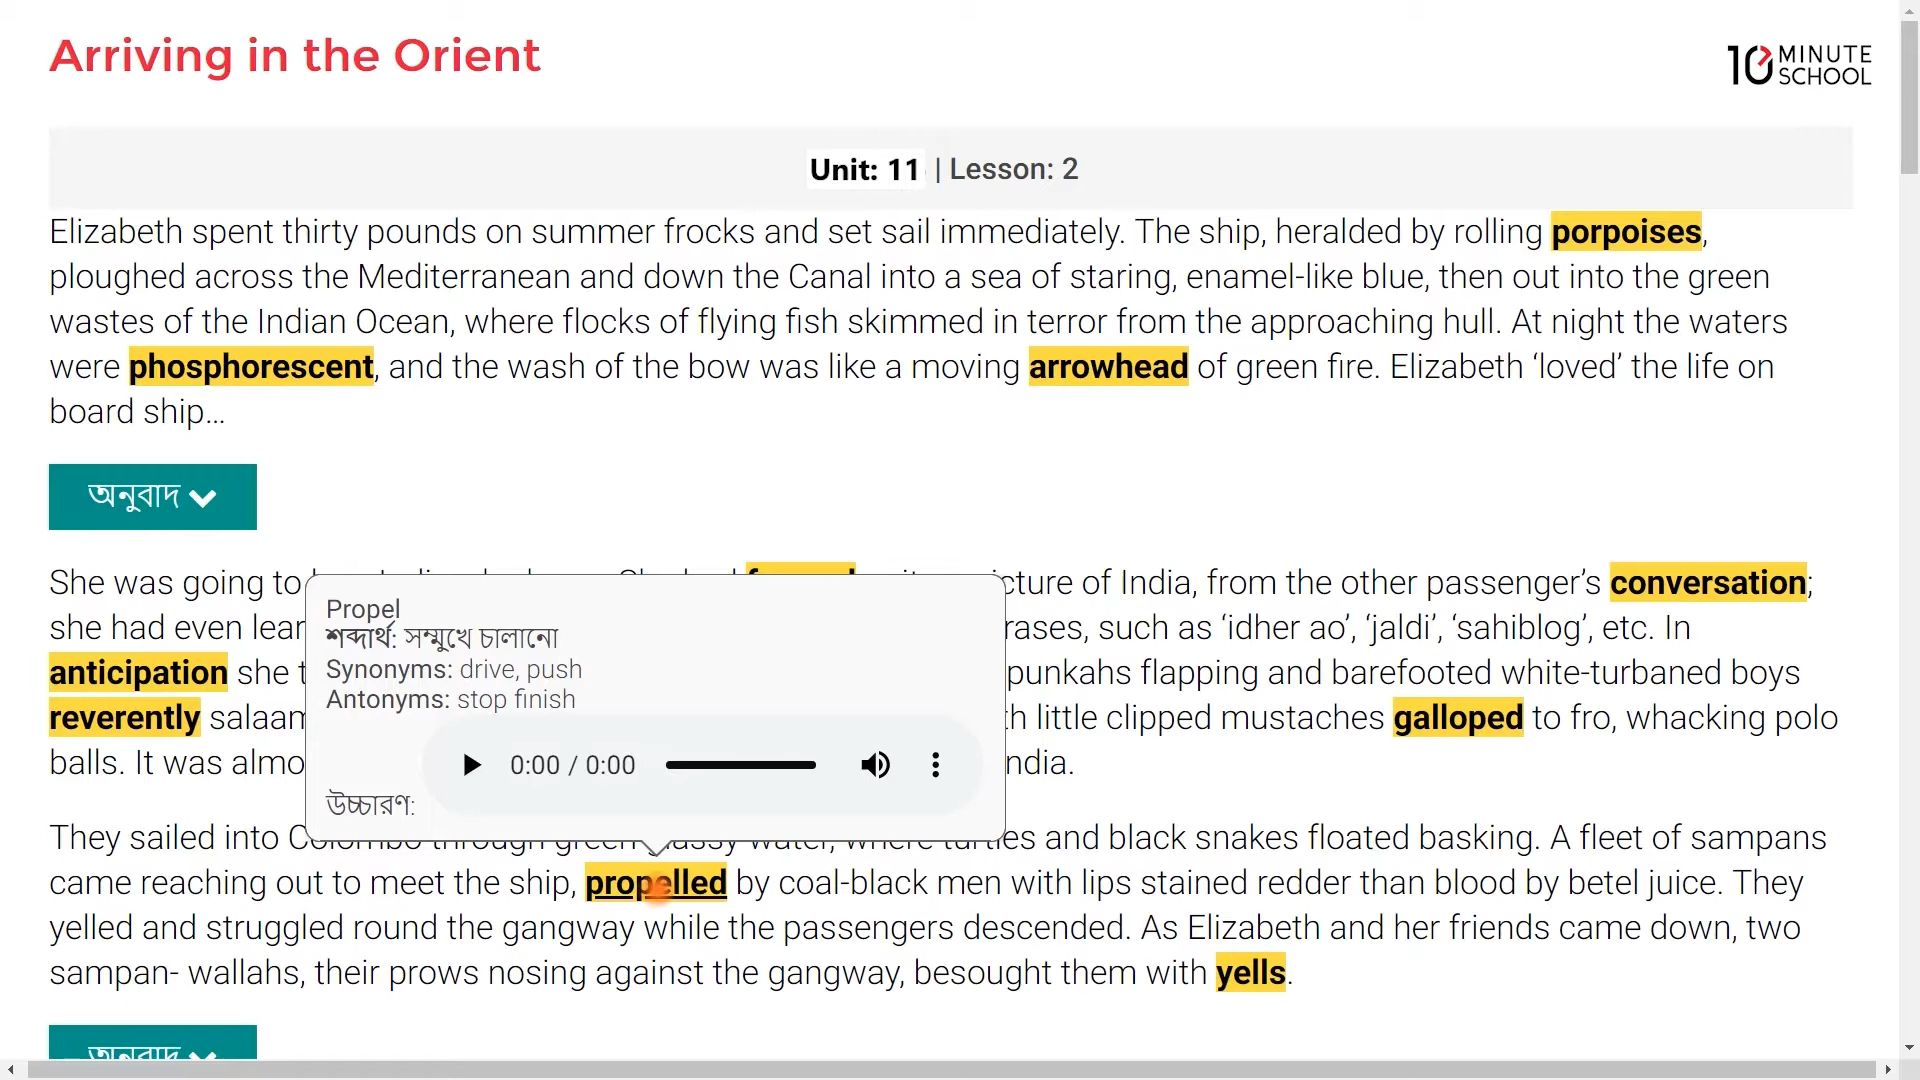 Arriving in the Orient
10 MINUTE SCHOOL
Unit: 11 | Lesson: 2
Elizabeth spent thirty pounds on summer frocks and set sail immediately. The ship, heralded by rolling porpoises,
ploughed across the Mediterranean and down the Canal into a sea of staring, enamel-like blue, then out into the green
wastes of the Indian Ocean, where flocks of flying fish skimmed in terror from the approaching hull. At night the waters
were phosphorescent, and the wash of the bow was like a moving arrowhead of green fire. Elizabeth ‘loved’ the life on
board ship...
অনুবাদ
She was going to cture of India, from the other passenger’s conversation;
she had even lear rases, such as ‘idher ao’, ‘jaldi’, ‘sahiblog’, etc. In
anticipation she t punkahs flapping and barefooted white-turbaned boys
reverently salaam h little clipped mustaches galloped to fro, whacking polo
balls. It was almo ndia.
Propel
শব্দার্থ: সম্মুখে চালানো
Synonyms: drive, push
Antonyms: stop finish
0:00 / 0:00
উচ্চারণ:
They sailed into Colombo through green glassy water, where turtles and black snakes floated basking. A fleet of sampans
came reaching out to meet the ship, propelled by coal-black men with lips stained redder than blood by betel juice. They
yelled and struggled round the gangway while the passengers descended. As Elizabeth and her friends came down, two
sampan- wallahs, their prows nosing against the gangway, besought them with yells.
অনুবাদ